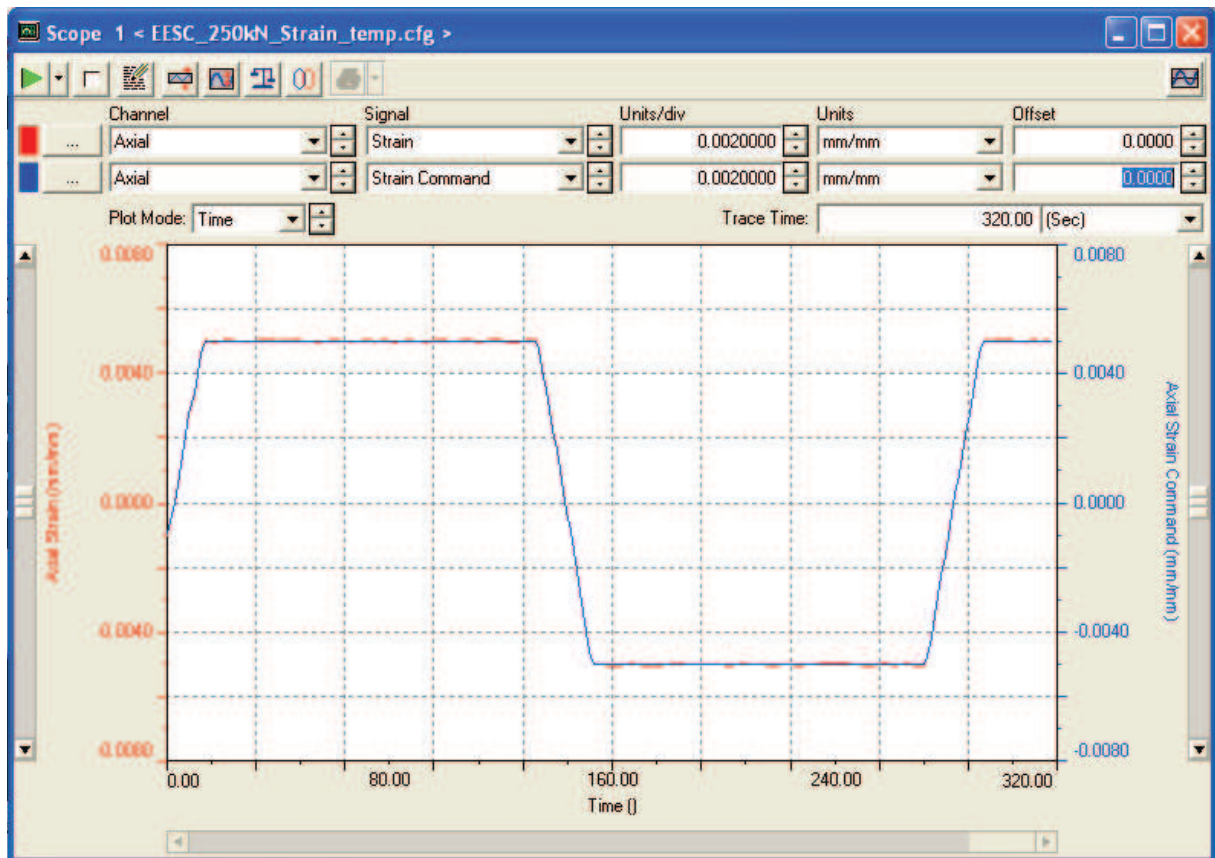 Scope 1 < EESC_250kN_Strain_temp.cfg >
Channel Signal Units/div Units Offset
... Axial Strain 0.0020000 mm/mm 0.0000
... Axial Strain Command 0.0020000 mm/mm 0.0000
Plot Mode: Time Trace Time: 320.00 (Sec)
0.0080 0.0080
0.0040 0.0040
0.0000 0.0000
-0.0040 -0.0040
-0.0080 -0.0080
Axial Strain (mm/mm)
Axial Strain Command (mm/mm)
0.00 80.00 160.00 240.00 320.00
Time ()